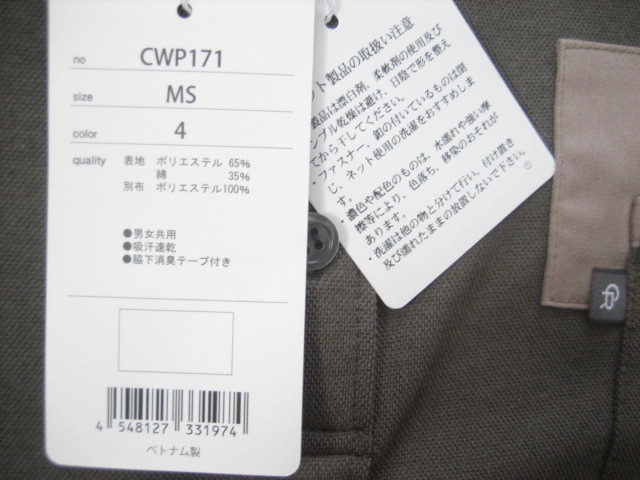 no CWP171
size MS
color 4
quality 表地 ポリエステル 65%
綿 35%
別布 ポリエステル100%
●男女共用
●吸汗速乾
●脇下消臭テープ付き
4 548127 331974
ベトナム製
ット製品の取扱い注意
製品は漂白剤、柔軟剤の使用及び
ンブル乾燥は避け、日陰で形を整え
てから干してください。
・ファスナー、釦の付いているものは閉
じ、ネット使用の洗濯をおすすめしま
す。
・濃色や配色のものは、水濡れや強い摩
擦等により、色落ち、移染のおそれが
あります。
・洗濯は他の物と分けて行い、付け置き
及び濡れたままの放置しないで下さい。